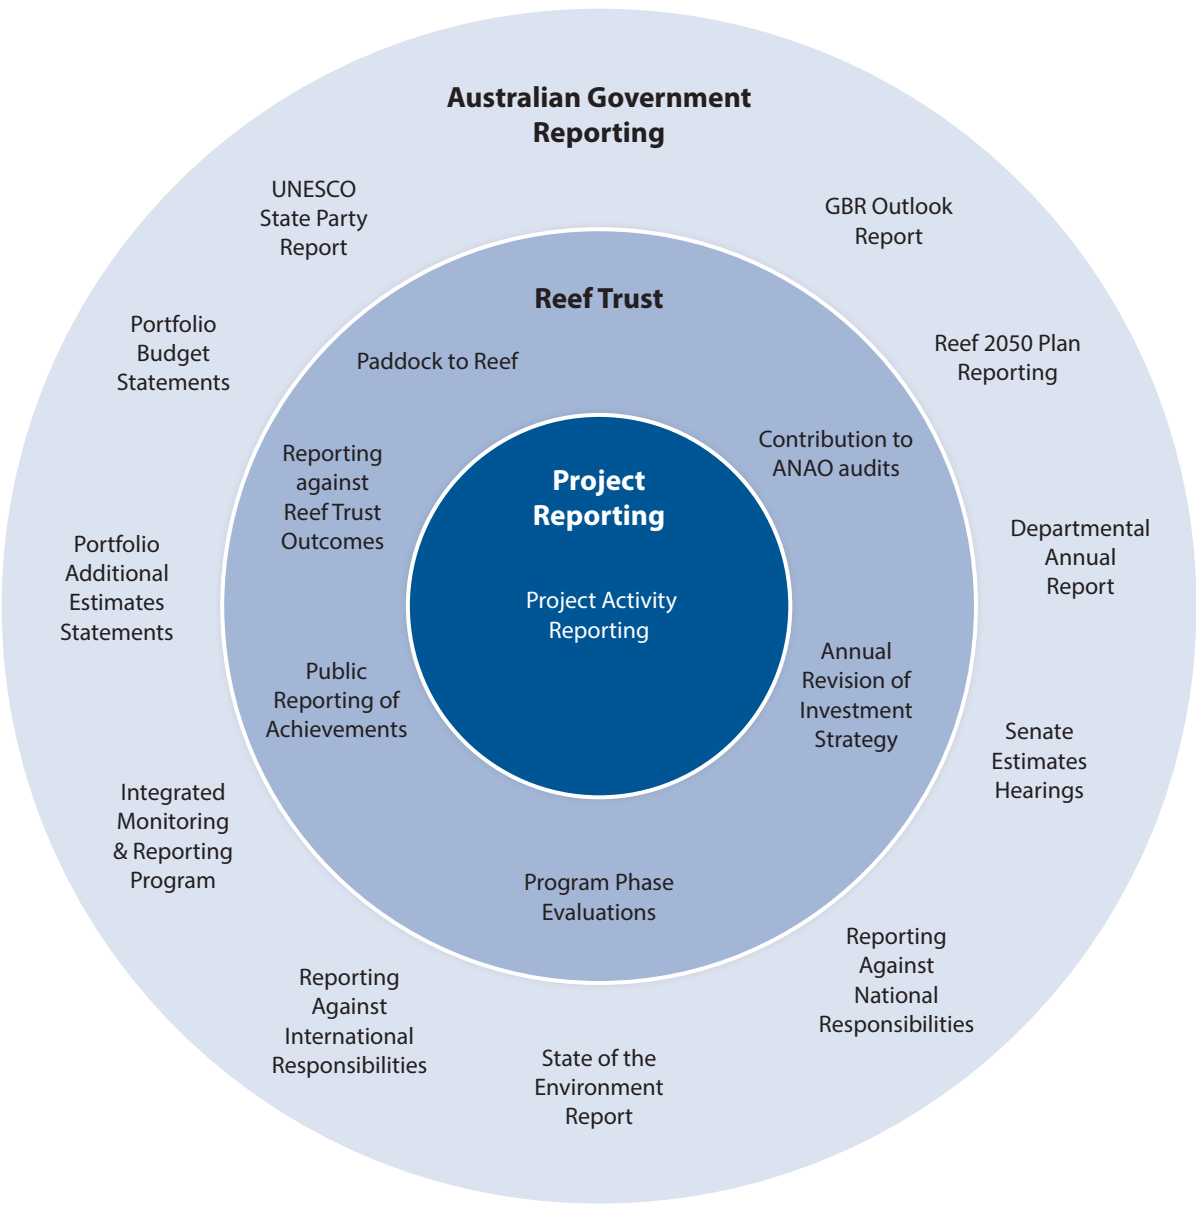 Australian Government
Reporting
UNESCO
State Party
Report
GBR Outlook
Report
Portfolio
Budget
Statements
Reef 2050 Plan
Reporting
Portfolio
Additional
Estimates
Statements
Departmental
Annual
Report
Integrated
Monitoring
& Reporting
Program
Senate
Estimates
Hearings
Reporting
Against
International
Responsibilities
State of the
Environment
Report
Reporting
Against
National
Responsibilities
Reef Trust
Paddock to Reef
Contribution to
ANAO audits
Reporting
against
Reef Trust
Outcomes
Public
Reporting of
Achievements
Annual
Revision of
Investment
Strategy
Program Phase
Evaluations
Project
Reporting
Project Activity
Reporting